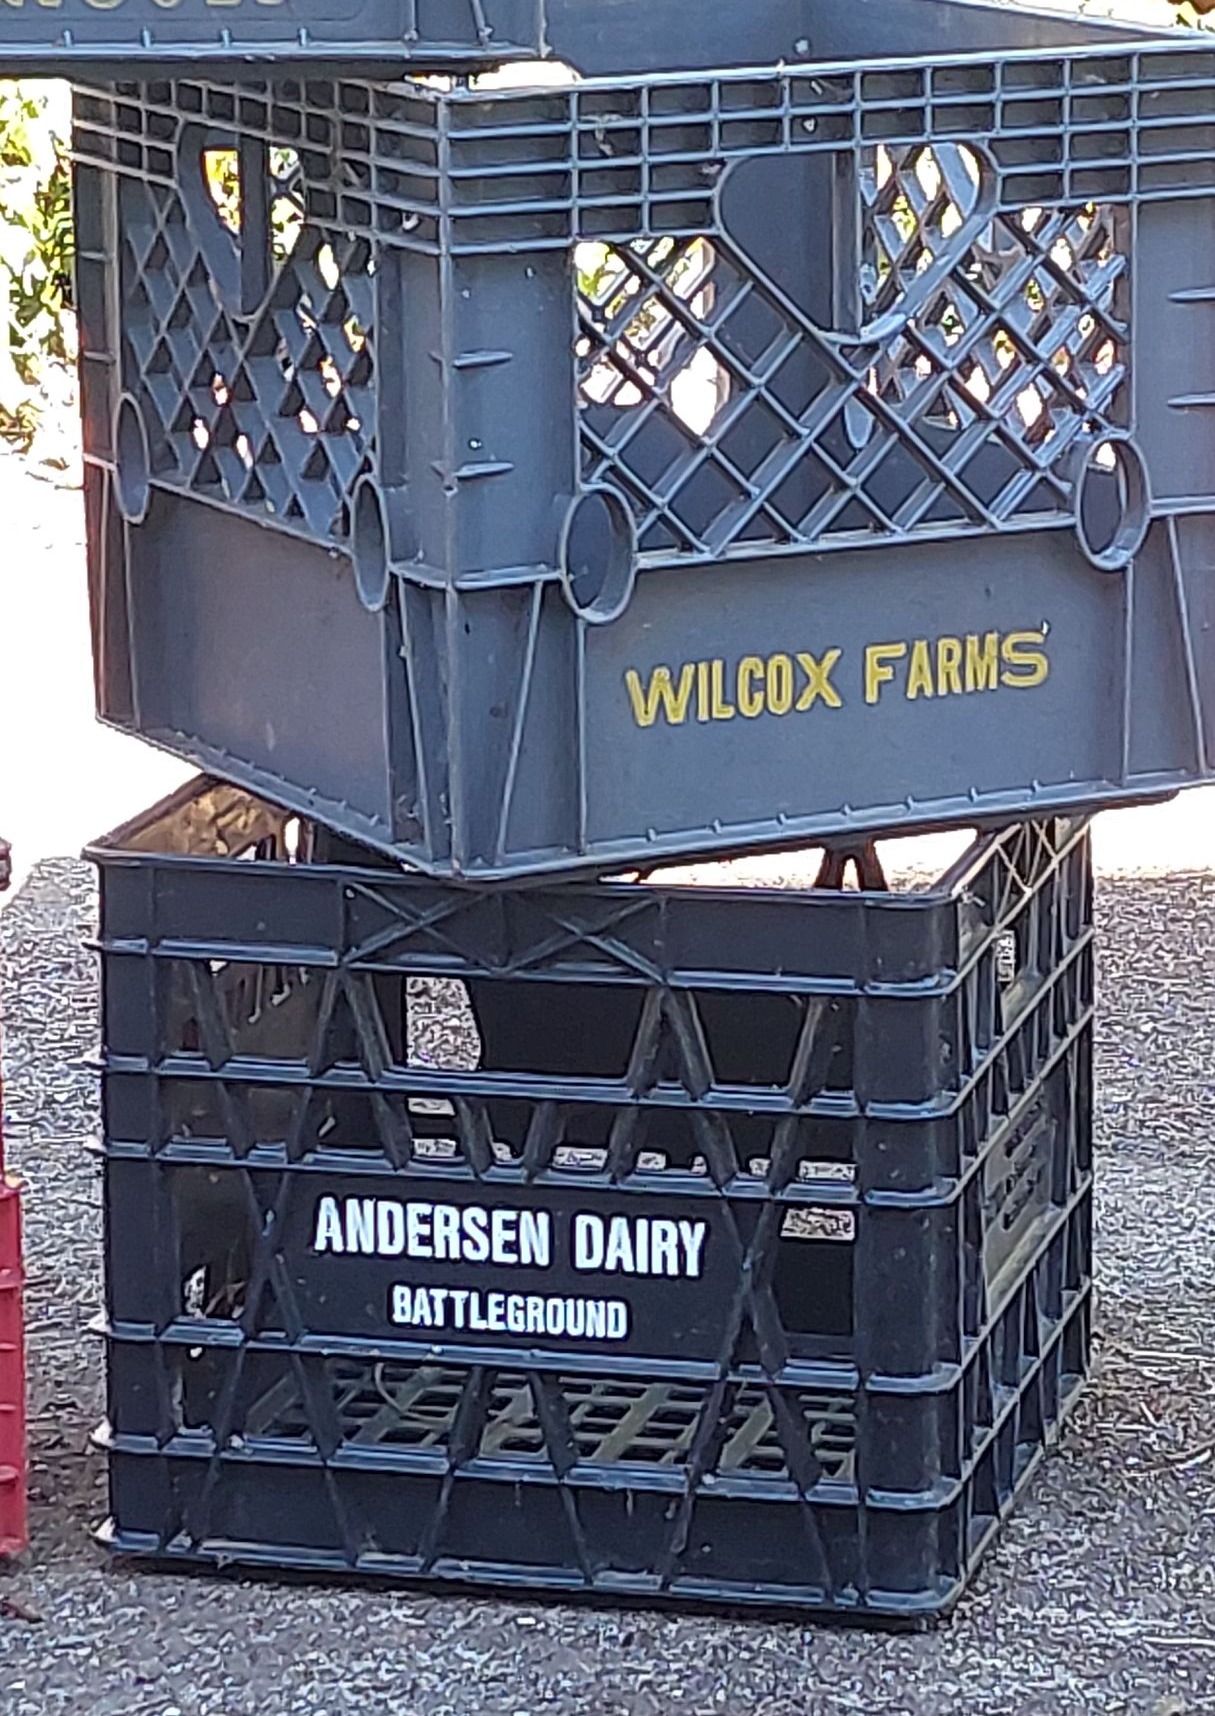 WILCOX FARMS
ANDERSEN DAIRY
BATTLEGROUND